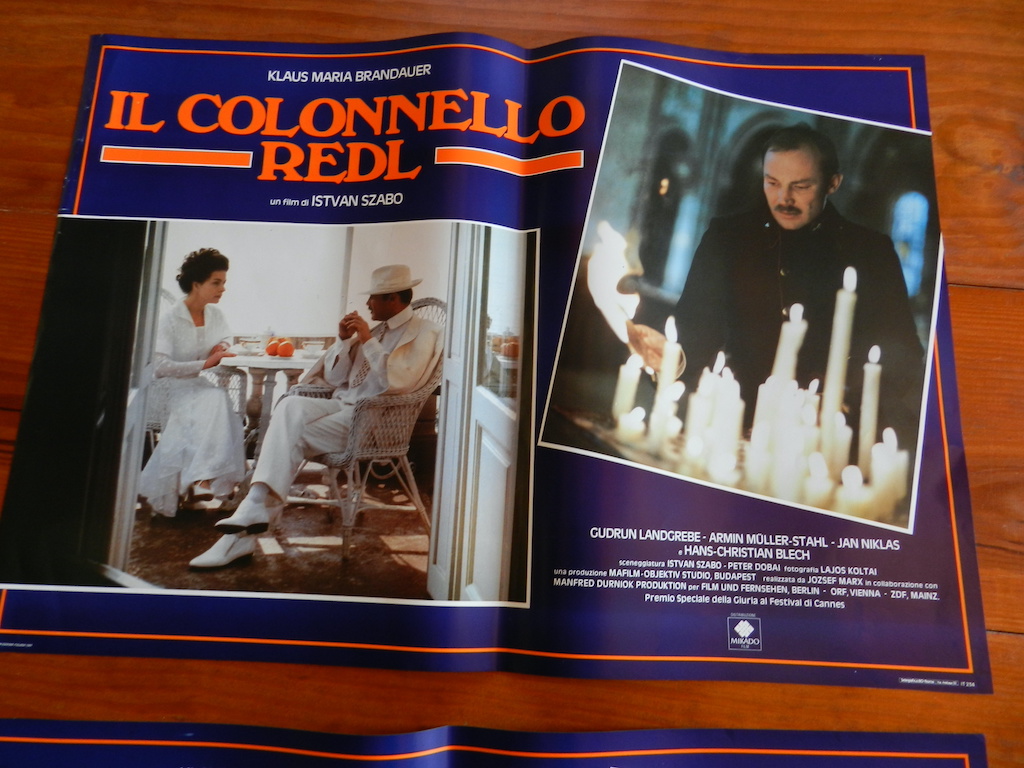 KLAUS MARIA BRANDAUER
IL COLONNELLO
REDL
un film di ISTVAN SZABO
GUDRUN LANDGREBE - ARMIN MÜLLER-STAHL - JAN NIKLAS
e HANS-CHRISTIAN BLECH
sceneggiatura ISTVAN SZABO - PETER DOBAI fotografia LAJOS KOLTAI
una produzione MAFILM-OBJEKTIV STUDIO, BUDAPEST realizzata da JOZSEF MARX in collaborazione con
MANFRED DURNIOK PRODUKTION per FILM UND FERNSEHEN, BERLIN - ORF, VIENNA - ZDF, MAINZ.
Premio Speciale della Giuria al Festival di Cannes
DISTRIBUZIONE
MIKADO
FILM